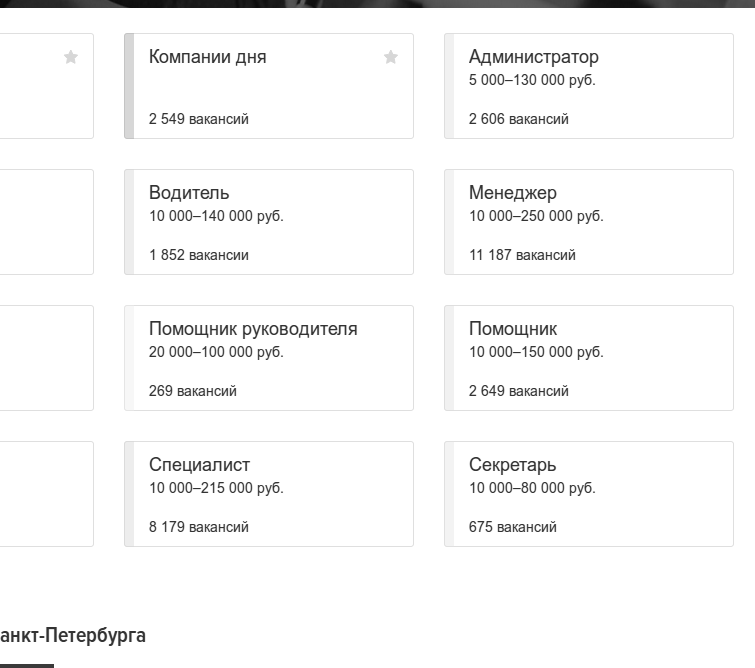 Компании дня
2 549 вакансий
Администратор
5 000–130 000 руб.
2 606 вакансий
Водитель
10 000–140 000 руб.
1 852 вакансии
Менеджер
10 000–250 000 руб.
11 187 вакансий
Помощник руководителя
20 000–100 000 руб.
269 вакансий
Помощник
10 000–150 000 руб.
2 649 вакансий
Специалист
10 000–215 000 руб.
8 179 вакансий
Секретарь
10 000–80 000 руб.
675 вакансий
анкт-Петербурга